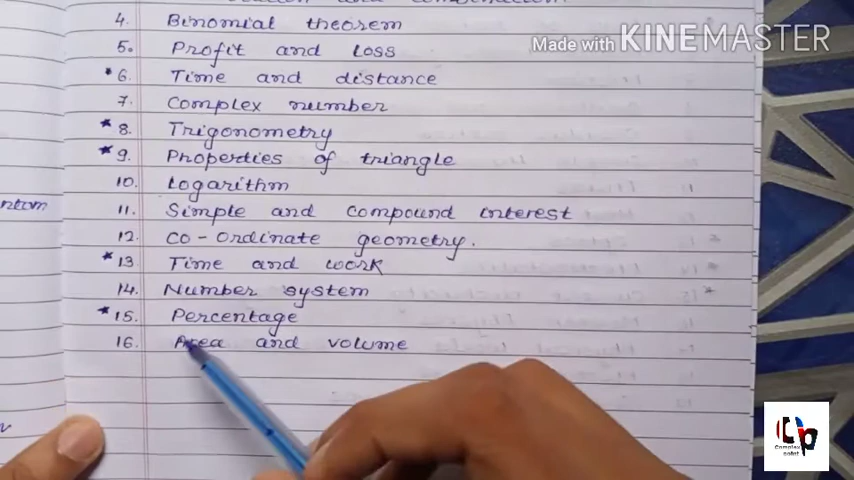 4. Binomial theorem
Made with KINEMASTER
5. Profit and Loss
*6. Time and distance
7. Complex number
*8. Trigonometry
*9. Properties of triangle
10. Logarithm
11. Simple and compound interest
12. Co-ordinate geometry.
*13 Time and work
14. Number system
*15. Percentage
16. Area and volume
Complex
point